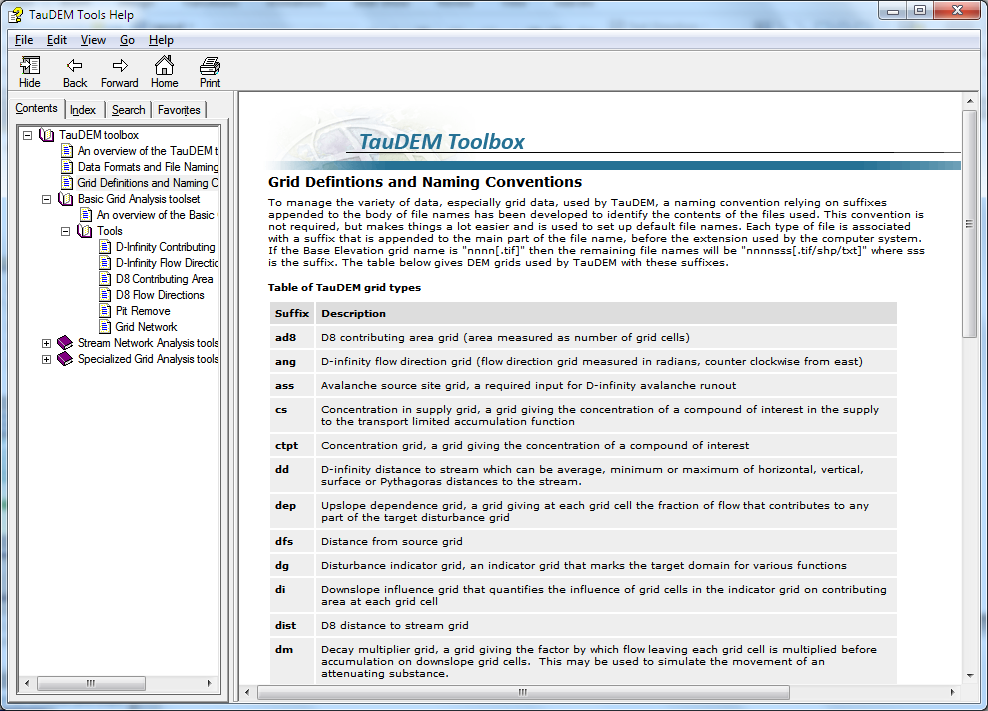 TauDEM Tools Help
File Edit View Go Help
Hide Back Forward Home Print
Contents Index Search Favorites
TauDEM toolbox
An overview of the TauDEM t
Data Formats and File Naming
Grid Definitions and Naming C
Basic Grid Analysis toolset
An overview of the Basic
Tools
D-Infinity Contributing
D-Infinity Flow Directic
D8 Contributing Area
D8 Flow Directions
Pit Remove
Grid Network
Stream Network Analysis tools
Specialized Grid Analysis tools
TauDEM Toolbox
Grid Defintions and Naming Conventions
To manage the variety of data, especially grid data, used by TauDEM, a naming convention relying on suffixes
appended to the body of file names has been developed to identify the contents of the files used. This convention is
not required, but makes things a lot easier and is used to set up default file names. Each type of file is associated
with a suffix that is appended to the main part of the file name, before the extension used by the computer system.
If the Base Elevation grid name is "nnnn[.tif]" then the remaining file names will be "nnnnsss[.tif/shp/txt]" where sss
is the suffix. The table below gives DEM grids used by TauDEM with these suffixes.
Table of TauDEM grid types
Suffix Description
ad8 D8 contributing area grid (area measured as number of grid cells)
ang D-infinity flow direction grid (flow direction grid measured in radians, counter clockwise from east)
ass Avalanche source site grid, a required input for D-infinity avalanche runout
cs Concentration in supply grid, a grid giving the concentration of a compound of interest in the supply
to the transport limited accumulation function
ctpt Concentration grid, a grid giving the concentration of a compound of interest
dd D-infinity distance to stream which can be average, minimum or maximum of horizontal, vertical,
surface or Pythagoras distances to the stream.
dep Upslope dependence grid, a grid giving at each grid cell the fraction of flow that contributes to any
part of the target disturbance grid
dfs Distance from source grid
dg Disturbance indicator grid, an indicator grid that marks the target domain for various functions
di Downslope influence grid that quantifies the influence of grid cells in the indicator grid on contributing
area at each grid cell
dist D8 distance to stream grid
dm Decay multiplier grid, a grid giving the factor by which flow leaving each grid cell is multiplied before
accumulation on downslope grid cells. This may be used to simulate the movement of an
attenuating substance.